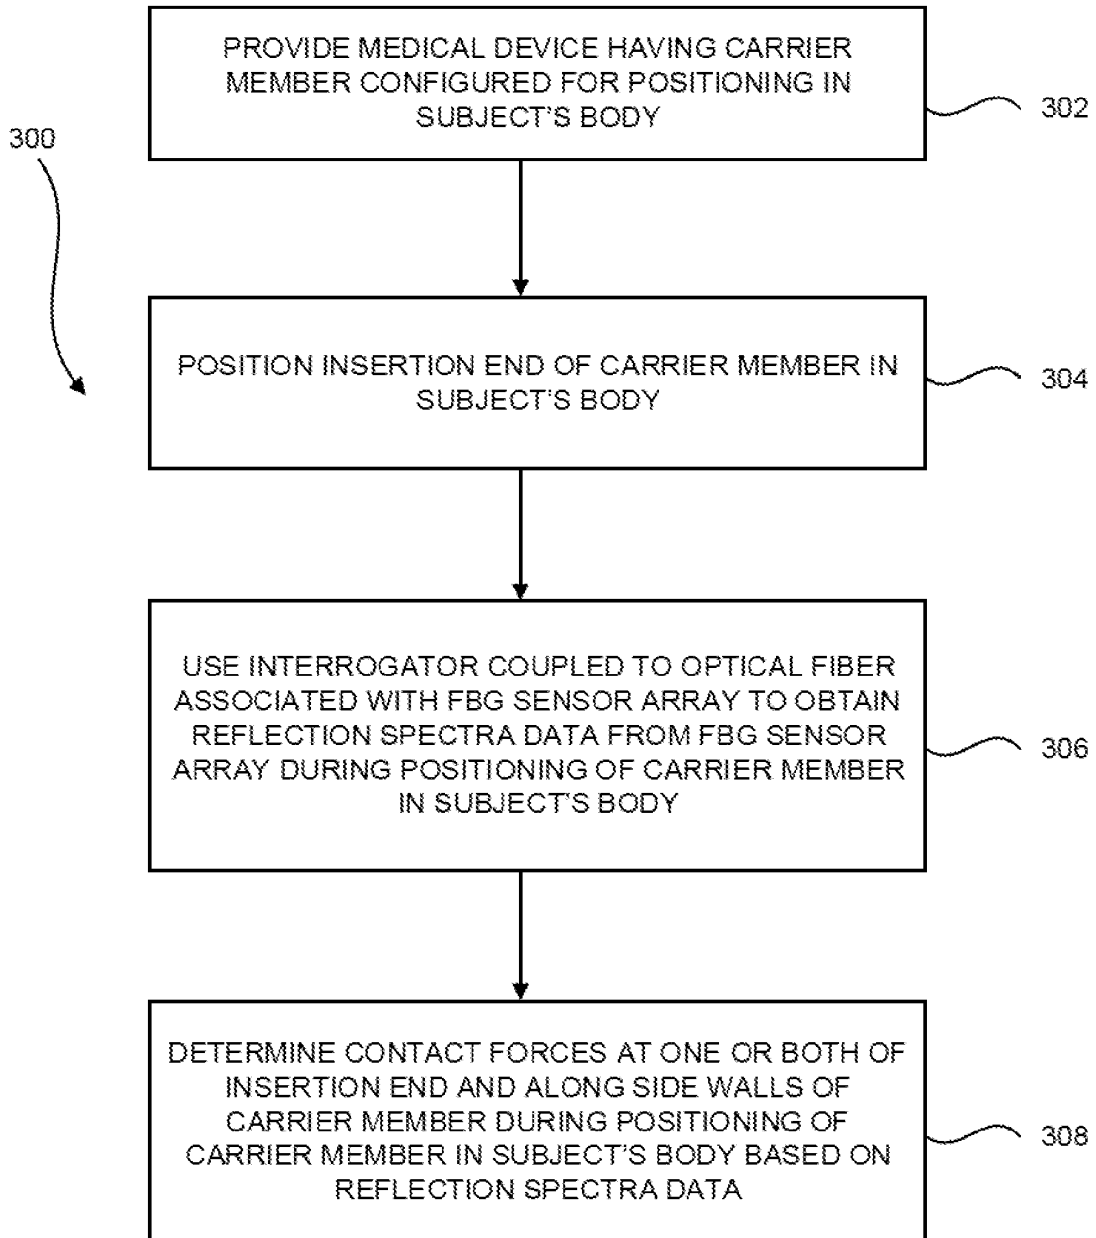 PROVIDE MEDICAL DEVICE HAVING CARRIER
MEMBER CONFIGURED FOR POSITIONING IN
SUBJECT'S BODY
302
300
POSITION INSERTION END OF CARRIER MEMBER IN
SUBJECT'S BODY
304
USE INTERROGATOR COUPLED TO OPTICAL FIBER
ASSOCIATED WITH FBG SENSOR ARRAY TO OBTAIN
REFLECTION SPECTRA DATA FROM FBG SENSOR
ARRAY DURING POSITIONING OF CARRIER MEMBER
IN SUBJECT'S BODY
306
DETERMINE CONTACT FORCES AT ONE OR BOTH OF
INSERTION END AND ALONG SIDE WALLS OF
CARRIER MEMBER DURING POSITIONING OF
CARRIER MEMBER IN SUBJECT'S BODY BASED ON
REFLECTION SPECTRA DATA
308